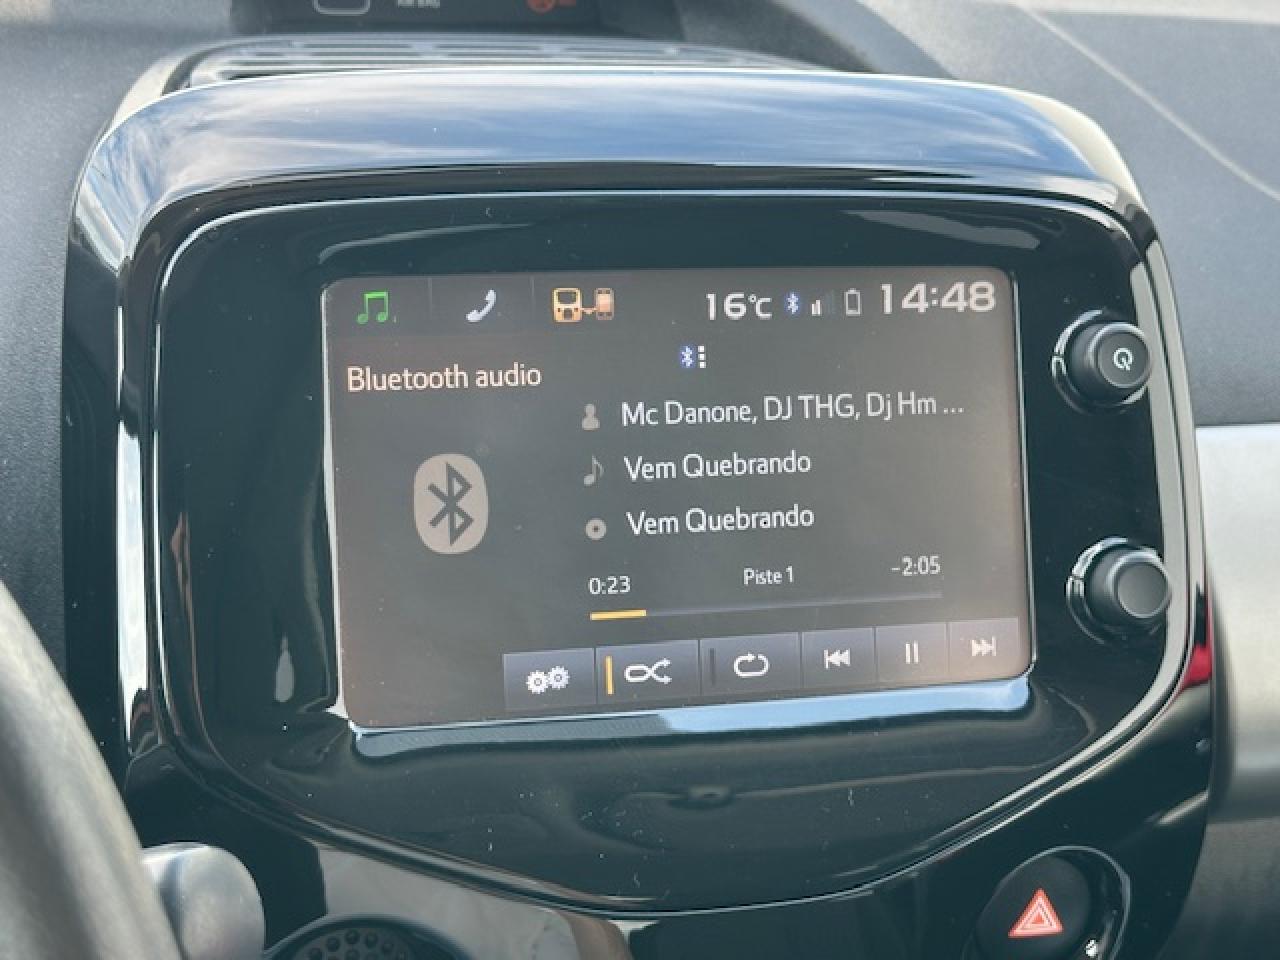 16°C 14:48
Bluetooth audio
Mc Danone, DJ THG, Dj Hm ...
Vem Quebrando
Vem Quebrando
0:23 Piste 1 -2:05